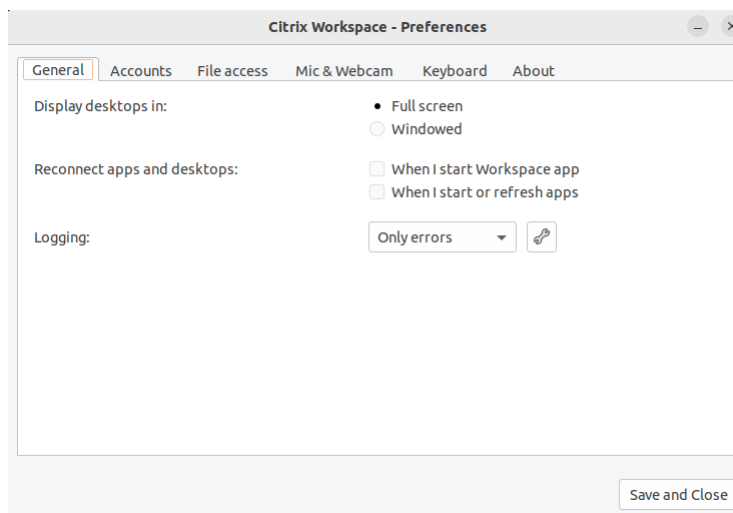 Citrix Workspace - Preferences
General Accounts File access Mic & Webcam Keyboard About
Display desktops in: Full screen
Windowed
Reconnect apps and desktops: When I start Workspace app
When I start or refresh apps
Logging: Only errors
Save and Close